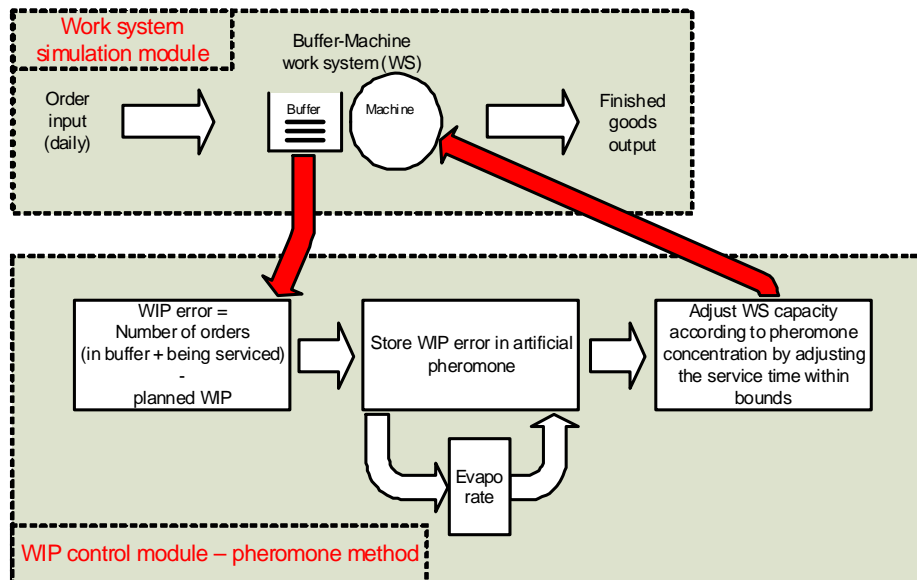 Work system
simulation module
Buffer-Machine
work system (WS)
Order
input
(daily)
Buffer
Machine
Finished
goods
output
WIP error =
Number of orders
(in buffer + being serviced)
-
planned WIP
Store WIP error in artificial
pheromone
Adjust WS capacity
according to pheromone
concentration by adjusting
the service time within
bounds
Evapo
rate
WIP control module – pheromone method